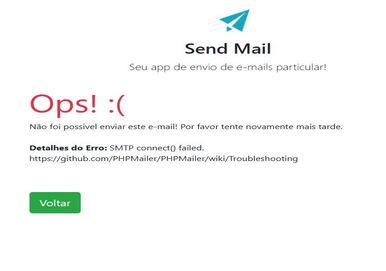 Send Mail
Seu app de envio de e-mails particular!
Ops! :(
Não foi possivel enviar este e-mail! Por favor tente novamente mais tarde.
Detalhes do Erro: SMTP connect() failed.
https://github.com/PHPMailer/PHPMailer/wiki/Troubleshooting
Voltar